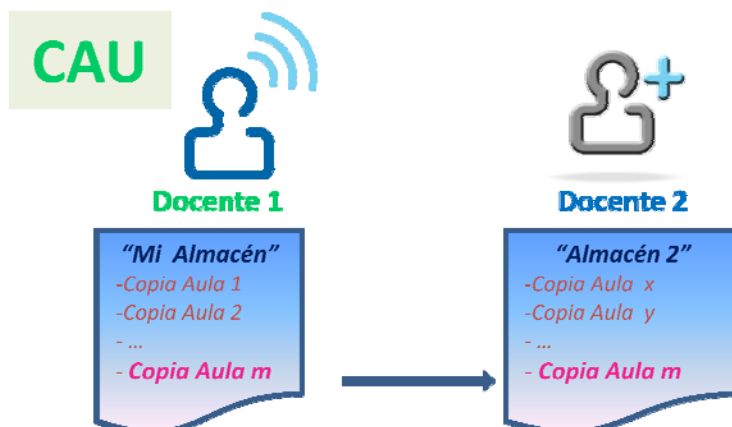 CAU
Docente 1
Docente 2
“Mi Almacén”
-Copia Aula 1
-Copia Aula 2
- ...
- Copia Aula m
“Almacén 2”
-Copia Aula x
-Copia Aula y
- ...
- Copia Aula m